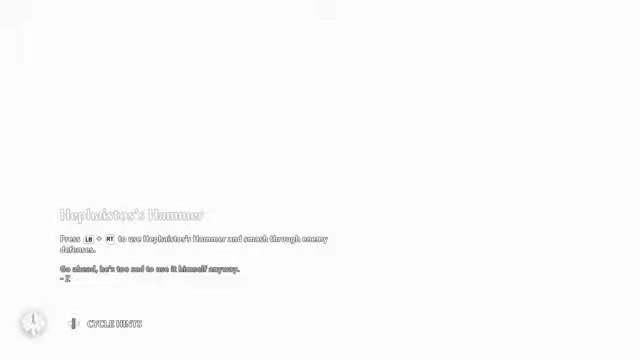 Hephaistos's Hammer
Press LB + RT to use Hephaistos's Hammer and smash through enemy
defenses.
Go ahead, he's too sad to use it himself anyway.
- Z
CYCLE HINTS